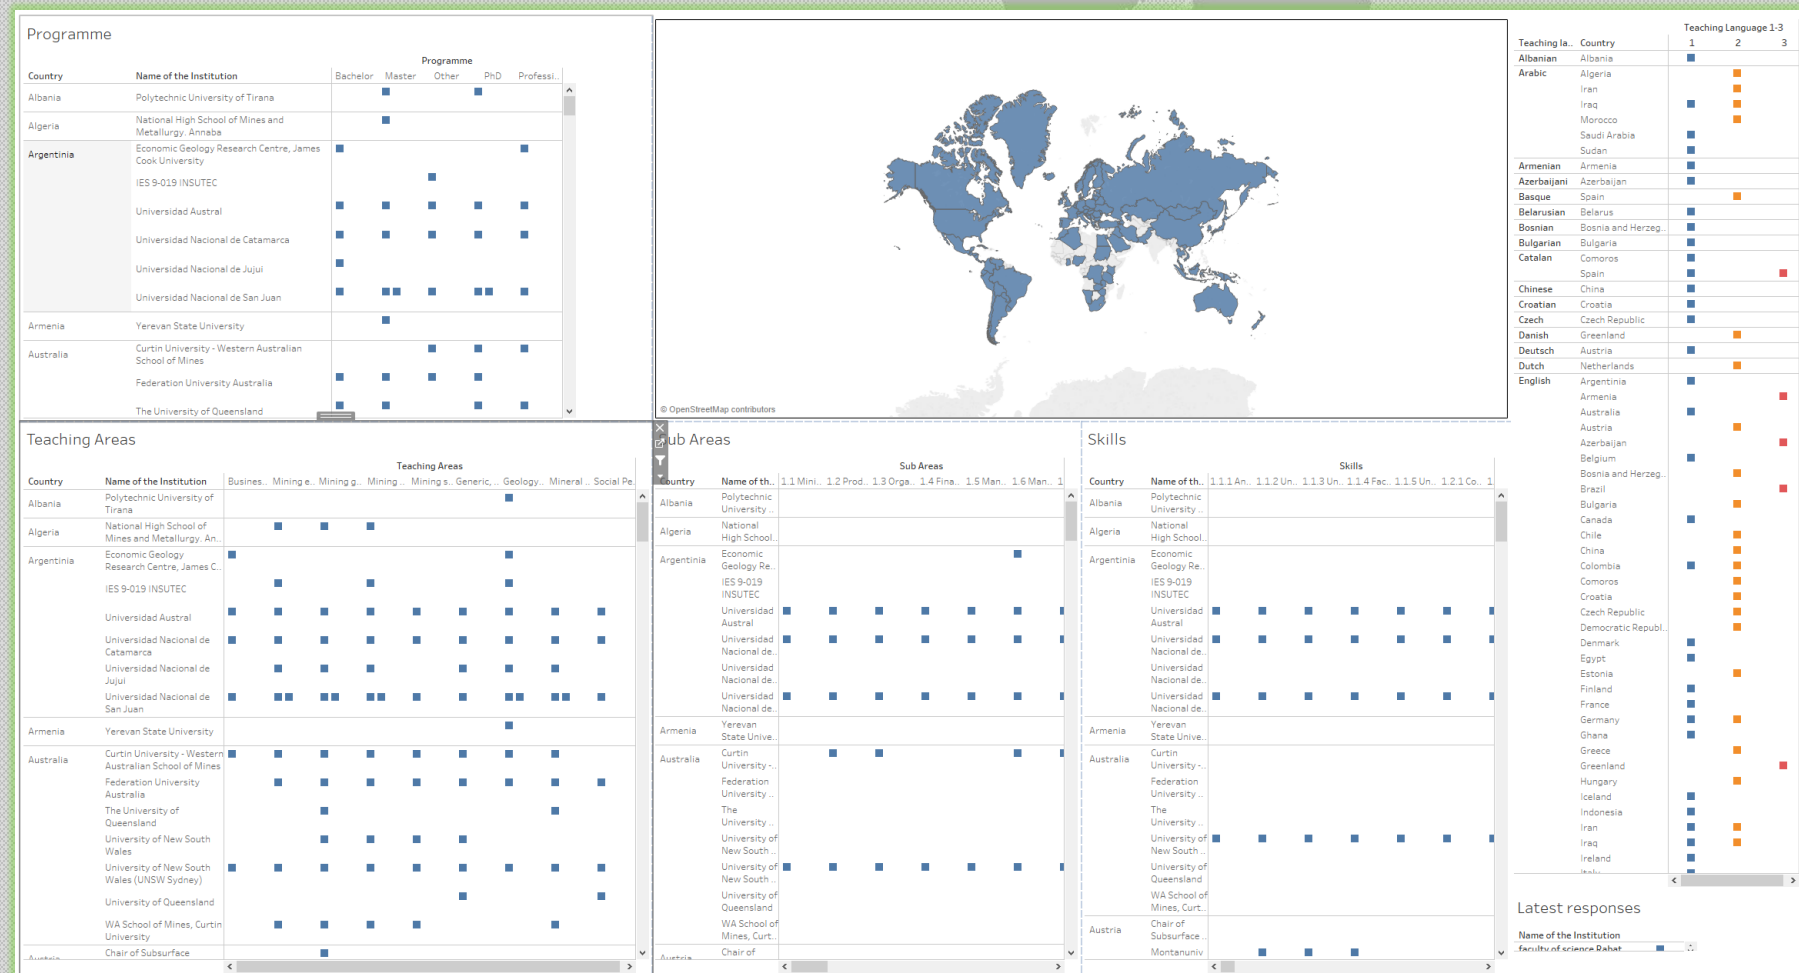 Programme
Programme
Country Name of the Institution Bachelor Master Other PhD Professi..
Albania Polytechnic University of Tirana
Algeria National High School of Mines and
Metallurgy. Annaba
Argentinia Economic Geology Research Centre, James
Cook University
IES 9-019 INSUTEC
Universidad Austral
Universidad Nacional de Catamarca
Universidad Nacional de Jujui
Universidad Nacional de San Juan
Armenia Yerevan State University
Australia Curtin University - Western Australian
School of Mines
Federation University Australia
The University of Queensland
© OpenStreetMap contributors
Teaching Areas
Teaching Areas
Country Name of the Institution Busines.. Mining e.. Mining g.. Mining .. Mining s.. Generic, .. Geology.. Mineral .. Social Pe..
Albania Polytechnic University of
Tirana
Algeria National High School of
Mines and Metallurgy. An..
Argentinia Economic Geology
Research Centre, James C..
IES 9-019 INSUTEC
Universidad Austral
Universidad Nacional de
Catamarca
Universidad Nacional de
Jujui
Universidad Nacional de
San Juan
Armenia Yerevan State University
Australia Curtin University - Western
Australian School of Mines
Federation University
Australia
The University of
Queensland
University of New South
Wales
University of New South
Wales (UNSW Sydney)
University of Queensland
WA School of Mines, Curtin
University
Austria Chair of Subsurface
Sub Areas
Sub Areas
Country Name of th.. 1.1 Mini.. 1.2 Prod.. 1.3 Orga.. 1.4 Fina.. 1.5 Man.. 1.6 Man.. 1
Albania Polytechnic
University ..
Algeria National
High School..
Argentinia Economic
Geology Re..
IES 9-019
INSUTEC
Universidad
Austral
Universidad
Nacional de..
Universidad
Nacional de..
Universidad
Nacional de..
Armenia Yerevan
State Unive..
Australia Curtin
University -..
Federation
University ..
The
University ..
University of
New South ..
University of
New South ..
University of
Queensland
WA School of
Mines, Curt..
Austria Chair of
Skills
Skills
Country Name of th.. 1.1.1 An.. 1.1.2 Un.. 1.1.3 Un.. 1.1.4 Fac.. 1.1.5 Un.. 1.2.1 Co.. 1
Albania Polytechnic
University ..
Algeria National
High School..
Argentinia Economic
Geology Re..
IES 9-019
INSUTEC
Universidad
Austral
Universidad
Nacional de..
Universidad
Nacional de..
Universidad
Nacional de..
Armenia Yerevan
State Unive..
Australia Curtin
University -..
Federation
University ..
The
University ..
University of
New South ..
University of
Queensland
WA School of
Mines, Curt..
Austria Chair of
Subsurface ..
Montanuniv
Teaching Language 1-3
Teaching la.. Country 1 2 3
Albanian Albania
Arabic Algeria
Iran
Iraq
Morocco
Saudi Arabia
Sudan
Armenian Armenia
Azerbaijani Azerbaijan
Basque Spain
Belarusian Belarus
Bosnian Bosnia and Herzeg..
Bulgarian Bulgaria
Catalan Comoros
Spain
Chinese China
Croatian Croatia
Czech Czech Republic
Danish Greenland
Deutsch Austria
Dutch Netherlands
English Argentinia
Armenia
Australia
Austria
Azerbaijan
Belgium
Bosnia and Herzeg..
Brazil
Bulgaria
Canada
Chile
China
Colombia
Comoros
Croatia
Czech Republic
Democratic Republ..
Denmark
Egypt
Estonia
Finland
France
Germany
Ghana
Greece
Greenland
Hungary
Iceland
Indonesia
Iran
Iraq
Ireland
Italy
Latest responses
Name of the Institution
faculty of science Rabat